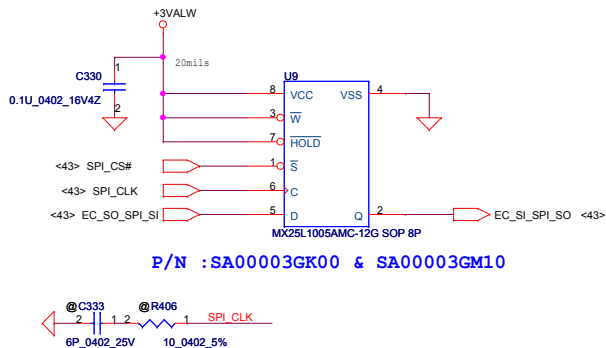 +3VALW
20mils
C330
1
2
0.1U_0402_16V4Z
U9
8 VCC VSS 4
3 W
7 HOLD
<43> SPI_CS# 1 S
<43> SPI_CLK 6 C
<43> EC_SO_SPI_SI 5 D Q 2 EC_SI_SPI_SO <43>
MX25L1005AMC-12G SOP 8P
P/N :SA00003GK00 & SA00003GM10
@C333 @R406
2 1 2 1 SPI_CLK
6P_0402_25V 10_0402_5%